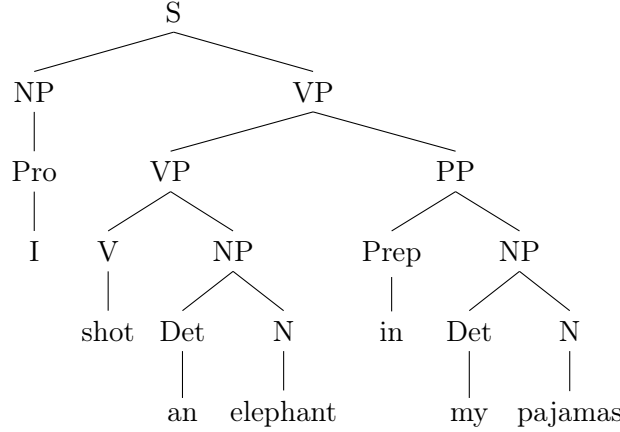 S
NP VP
Pro VP PP
I V NP Prep NP
shot Det N in Det N
an elephant my pajamas